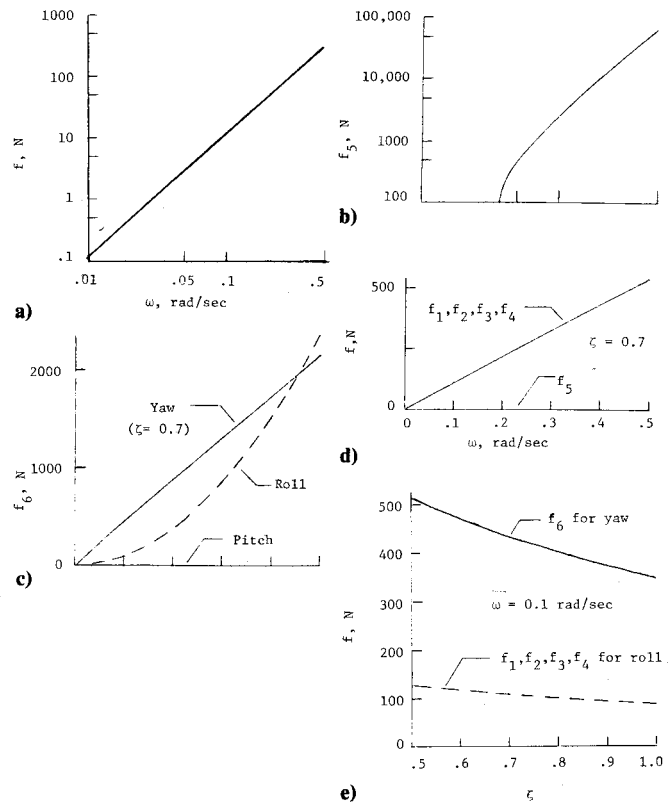 1000
100
10
1
.1
f, N
.01
.05
0.1
.5
ω, rad/sec
a)
100,000
10,000
1000
100
f5, N
b)
500
0
f,N
f1,f2,f3,f4
ζ = 0.7
f5
0
.1
.2
.3
.4
.5
ω, rad/sec
d)
2000
1000
0
f6, N
Yaw
(ζ= 0.7)
Roll
Pitch
c)
500
400
300
200
100
0
f, N
f6 for yaw
ω = 0.1 rad/sec
f1,f2,f3,f4 for roll
.5
.6
.7
.8
.9
1.0
ζ
e)